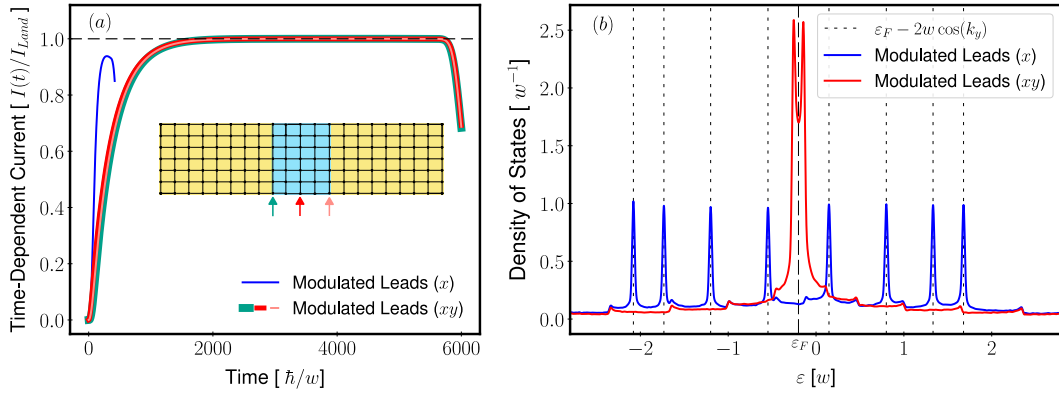 (a)
Time-Dependent Current [ I(t)/I_{Land} ]
1.0
0.8
0.6
0.4
0.2
0.0
Modulated Leads (x)
Modulated Leads (xy)
0
2000
4000
6000
Time [ ħ/w ]
(b)
Density of States [ w^{-1} ]
2.5
2.0
1.5
1.0
0.5
0.0
ε_F − 2w cos(k_y)
Modulated Leads (x)
Modulated Leads (xy)
−2
−1
ε_F
0
1
2
ε [w]